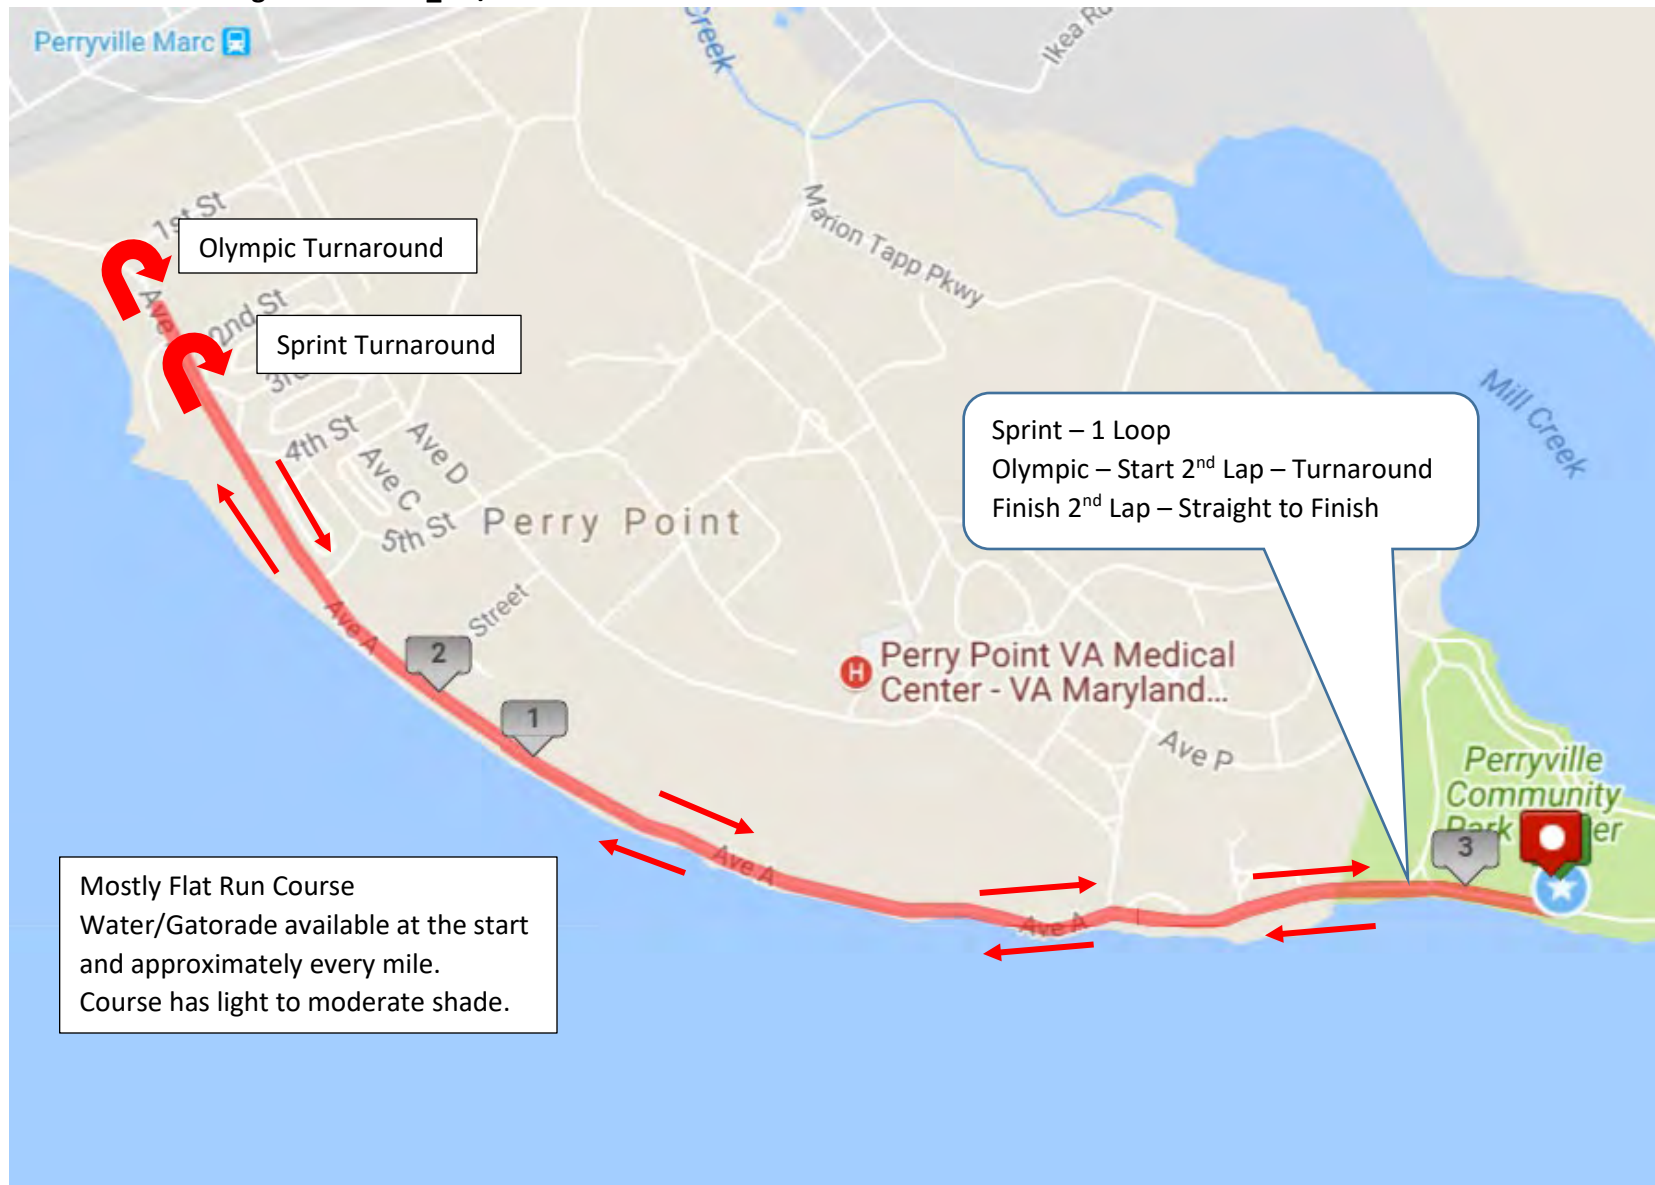 Perryville Marc
Creek
Ikea Rd
1st St
Olympic Turnaround
Marion Tapp Pkwy
Ave
2nd St
Sprint Turnaround
Mill Creek
4th St
Ave D
Ave C
5th St
Perry Point
Sprint – 1 Loop
Olympic – Start 2nd Lap – Turnaround
Finish 2nd Lap – Straight to Finish
Ave A
Street
2
1
H
Perry Point VA Medical
Center - VA Maryland...
Ave P
Perryville
Community
Park
er
3
Ave A
Ave A
Mostly Flat Run Course
Water/Gatorade available at the start
and approximately every mile.
Course has light to moderate shade.